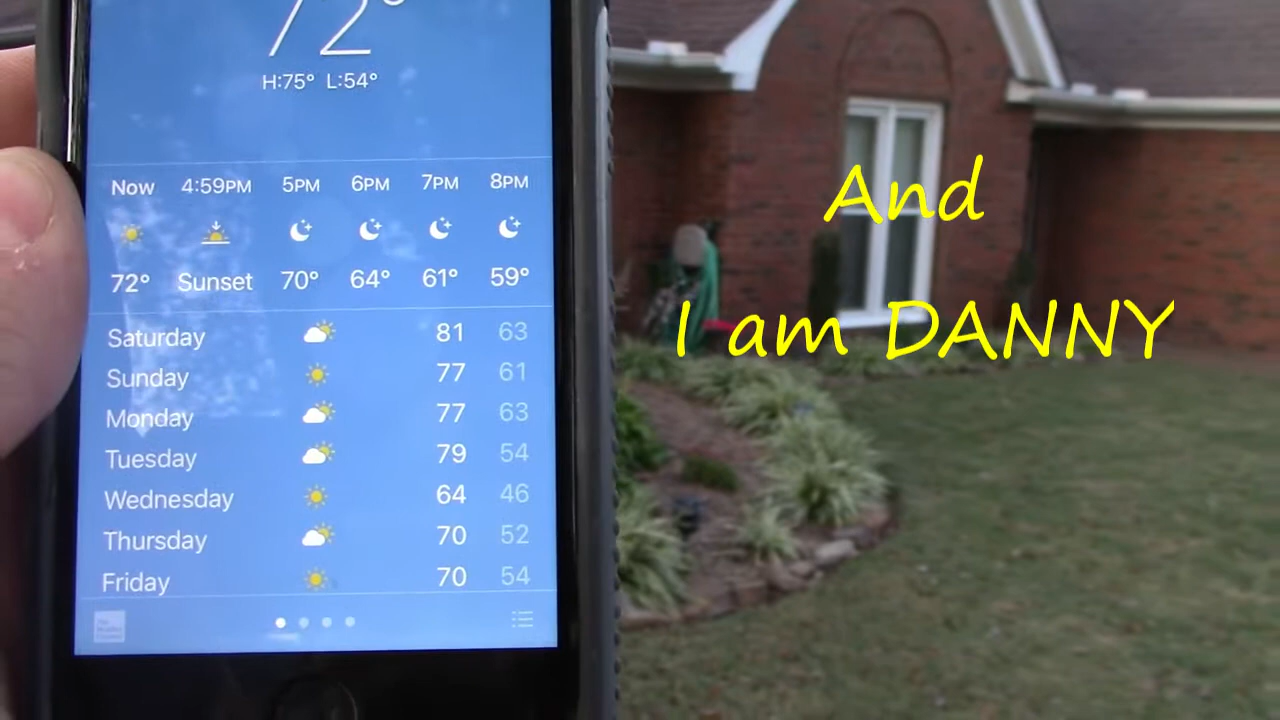 72°
H:75° L:54°
Now 4:59PM 5PM 6PM 7PM 8PM
72° Sunset 70° 64° 61° 59°
Saturday 81 63
Sunday 77 61
Monday 77 63
Tuesday 79 54
Wednesday 64 46
Thursday 70 52
Friday 70 54
And
I am DANNY